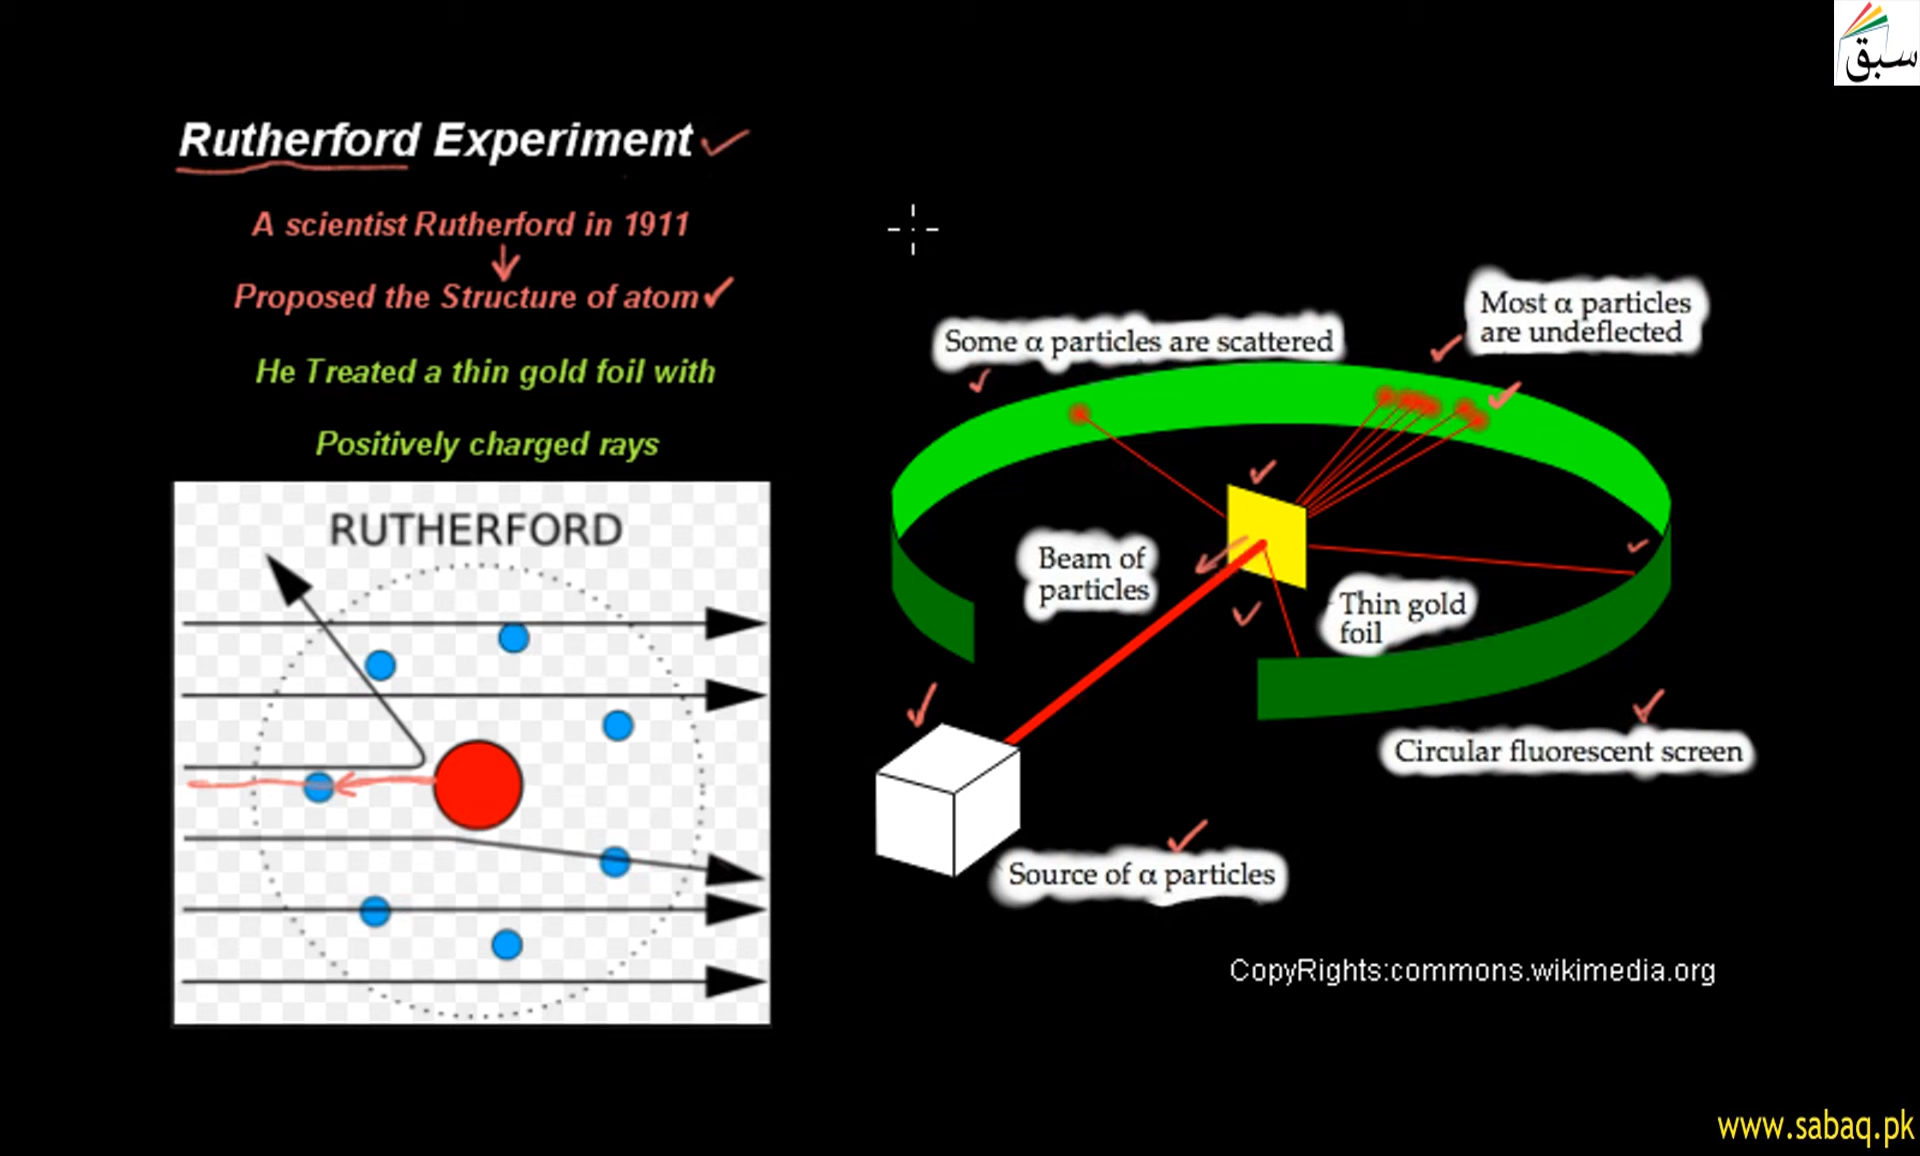 سبق
Rutherford Experiment
A scientist Rutherford in 1911
Proposed the Structure of atom
He Treated a thin gold foil with
Positively charged rays
RUTHERFORD
Some α particles are scattered
Most α particles
are undeflected
Beam of
particles
Thin gold
foil
Circular fluorescent screen
Source of α particles
CopyRights:commons.wikimedia.org
www.sabaq.pk